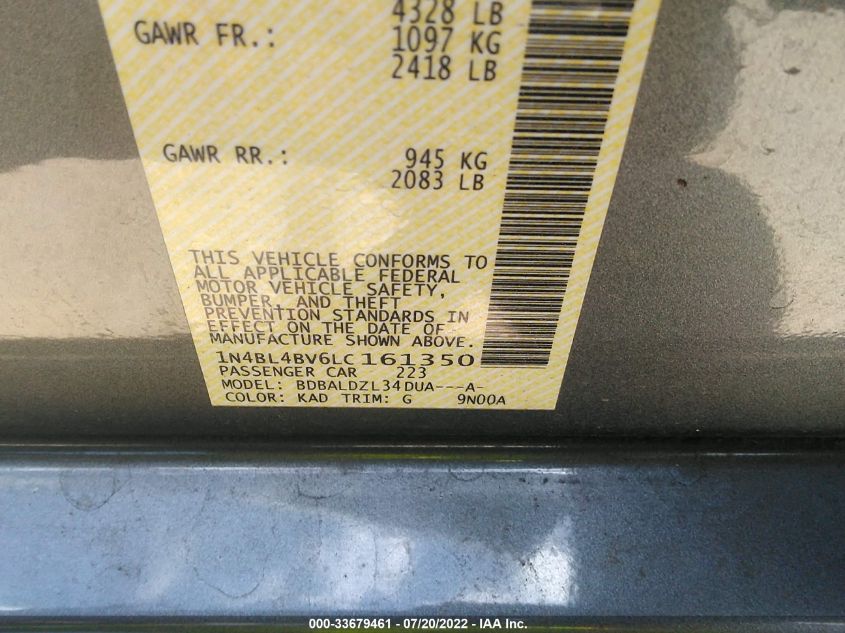 4328 LB
GAWR FR.: 1097 KG
2418 LB
GAWR RR.: 945 KG
2083 LB
THIS VEHICLE CONFORMS TO
ALL APPLICABLE FEDERAL
MOTOR VEHICLE SAFETY,
BUMPER, AND THEFT
PREVENTION STANDARDS IN
EFFECT ON THE DATE OF
MANUFACTURE SHOWN ABOVE.
1N4BL4BV6LC161350
PASSENGER CAR 223
MODEL: BDBALDZL34DUA---A-
COLOR: KAD TRIM: G 9N00A
000-33679461 - 07/20/2022 - IAA Inc.